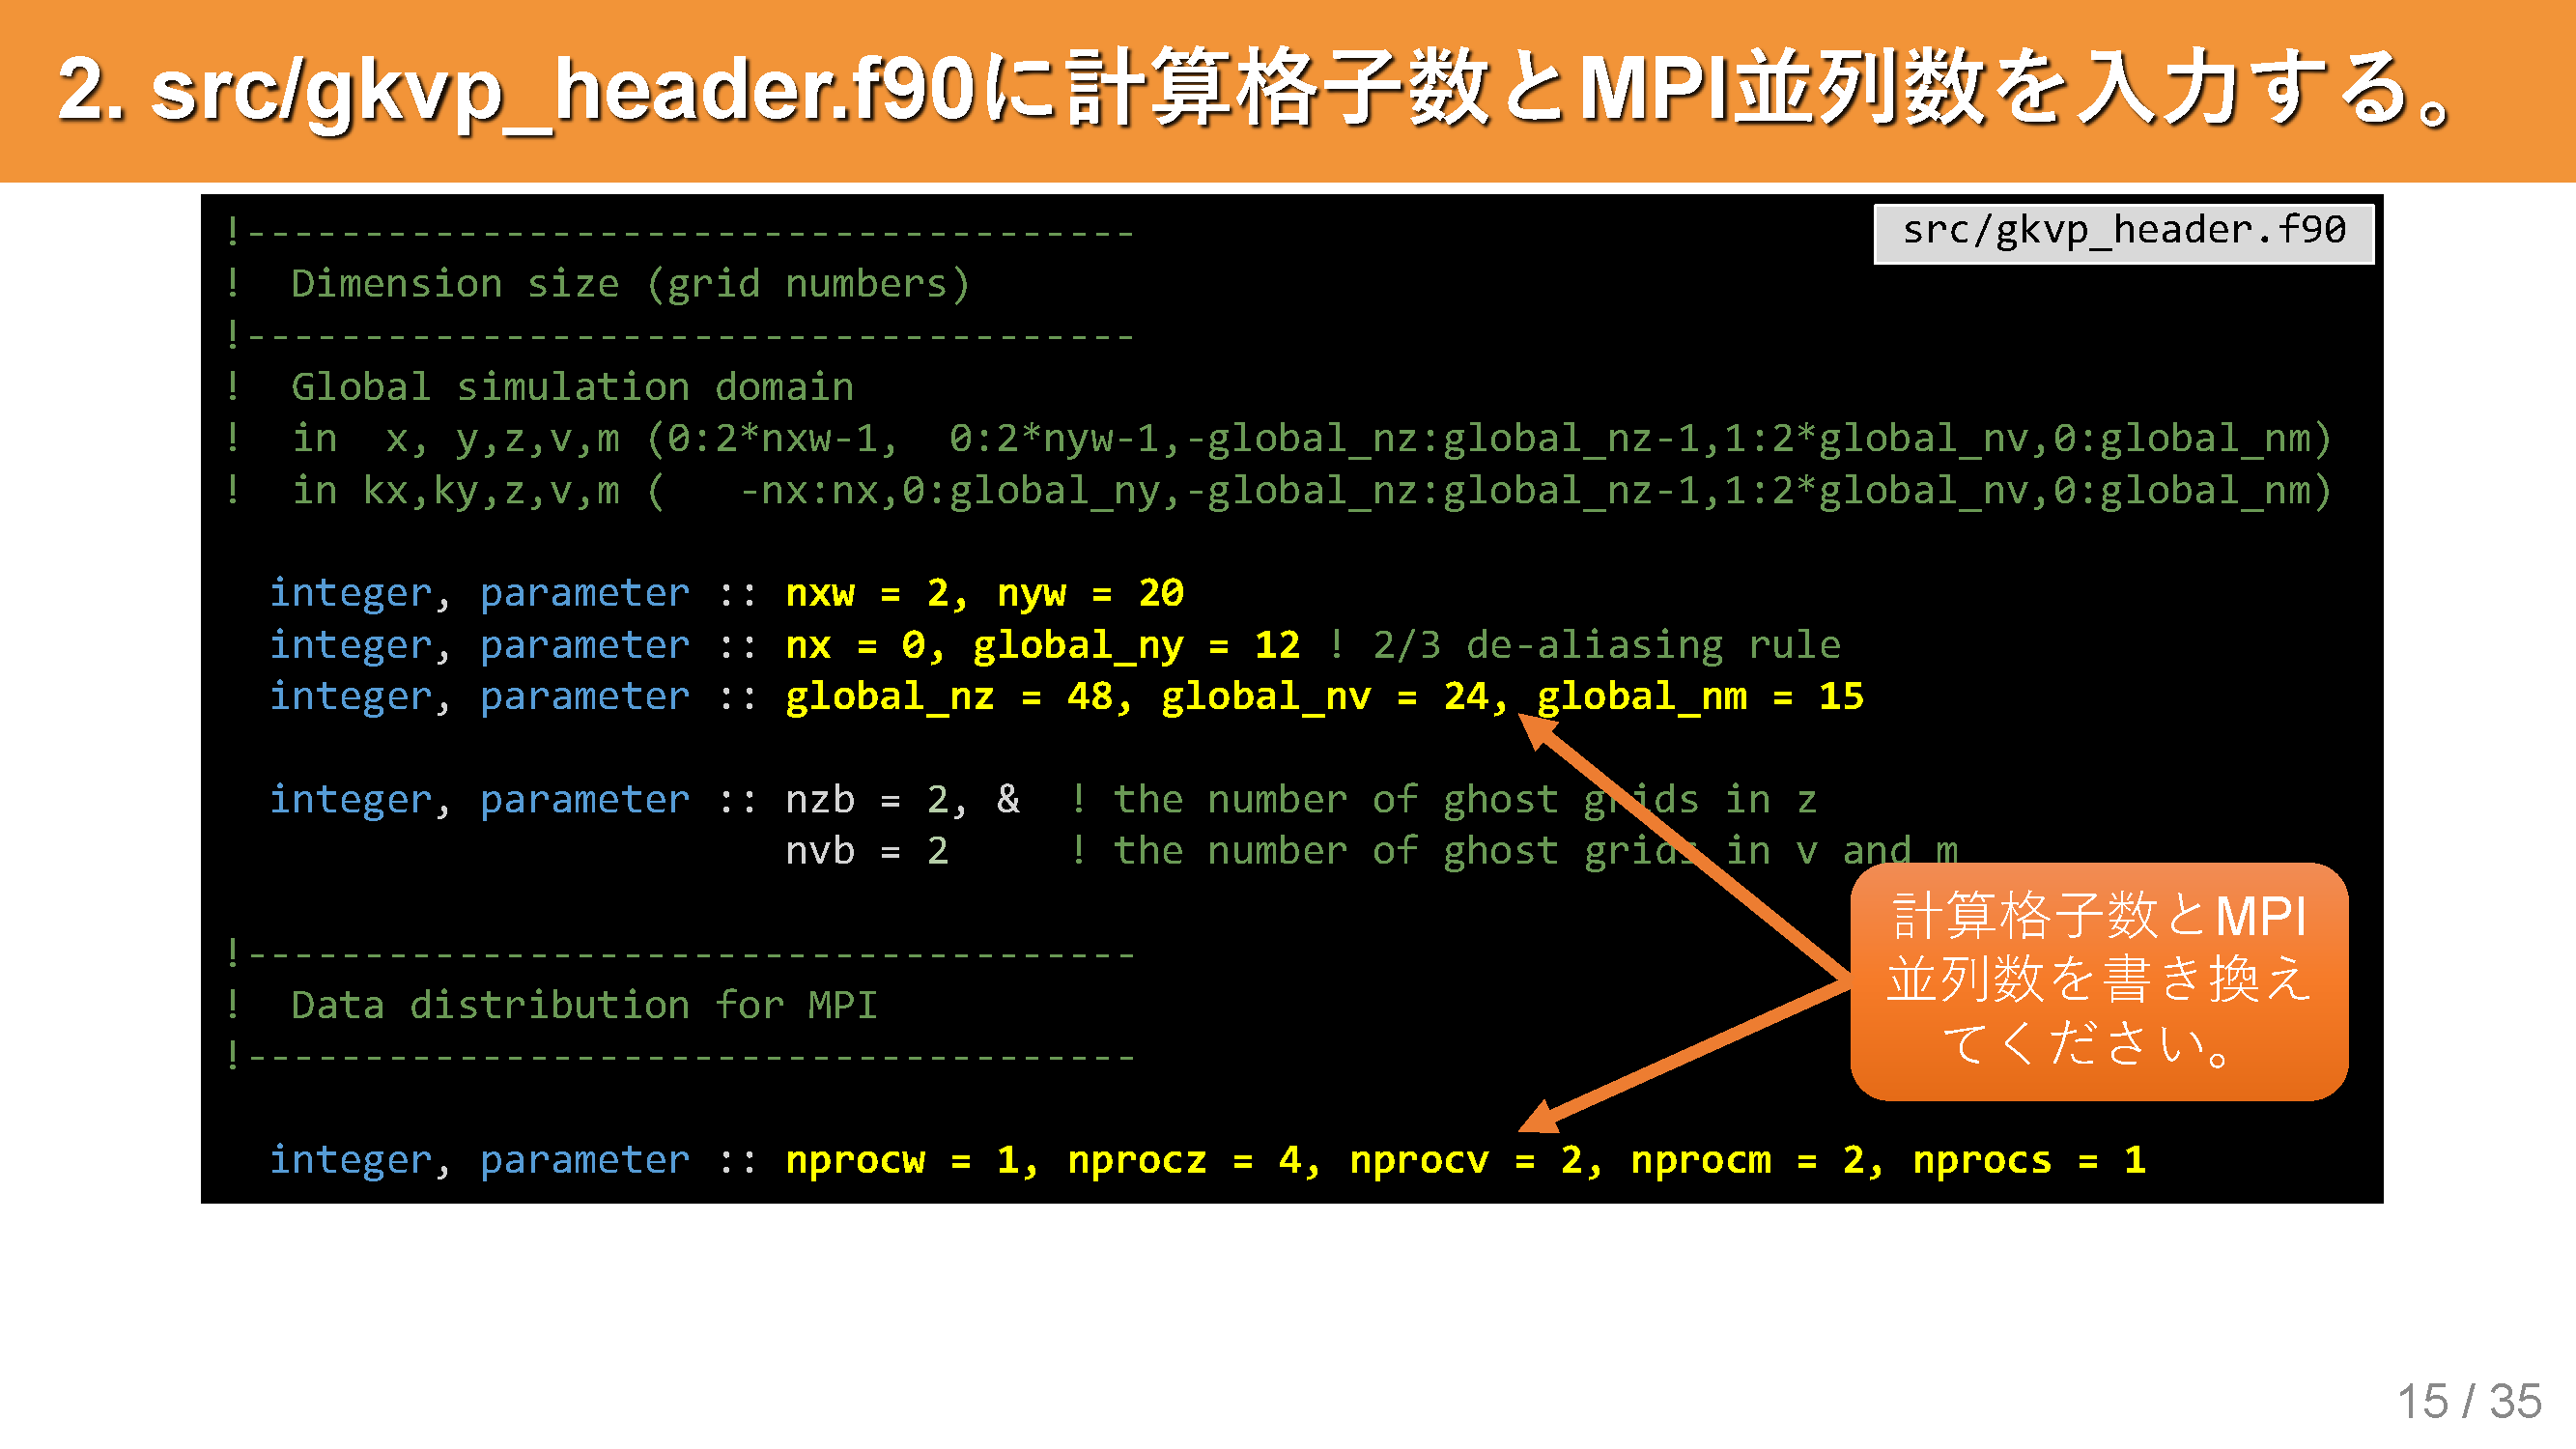 2. src/gkvp_header.f90に計算格子数とMPI並列数を入力する。
src/gkvp_header.f90
!--------------------------------------
!  Dimension size (grid numbers)
!--------------------------------------
!  Global simulation domain
!  in  x, y,z,v,m (0:2*nxw-1,  0:2*nyw-1,-global_nz:global_nz-1,1:2*global_nv,0:global_nm)
!  in kx,ky,z,v,m (   -nx:nx,0:global_ny,-global_nz:global_nz-1,1:2*global_nv,0:global_nm)
integer, parameter :: nxw = 2, nyw = 20
integer, parameter :: nx = 0, global_ny = 12 ! 2/3 de-aliasing rule
integer, parameter :: global_nz = 48, global_nv = 24, global_nm = 15
integer, parameter :: nzb = 2, &  ! the number of ghost grids in z
nvb = 2     ! the number of ghost grids in v and m
計算格子数とMPI
並列数を書き換え
てください。
!--------------------------------------
!  Data distribution for MPI
!--------------------------------------
integer, parameter :: nprocw = 1, nprocz = 4, nprocv = 2, nprocm = 2, nprocs = 1
15 / 35